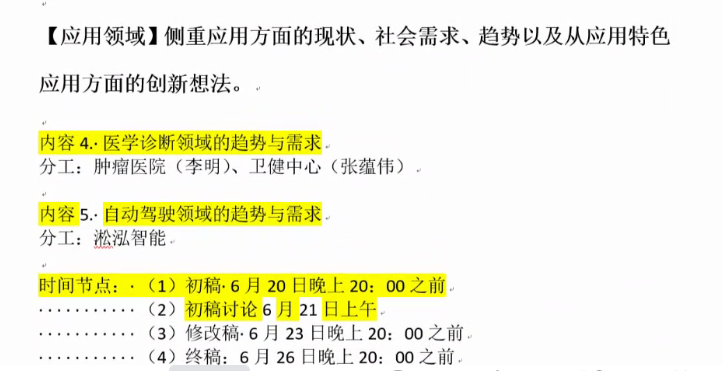 【应用领域】侧重应用方面的现状、社会需求、趋势以及从应用特色
应用方面的创新想法。
内容 4. 医学诊断领域的趋势与需求
分工：肿瘤医院（李明）、卫健中心（张蕴伟）
内容 5. 自动驾驶领域的趋势与需求
分工：淞泓智能
时间节点：（1）初稿 6 月 20 日晚上 20：00 之前
（2）初稿讨论 6 月 21 日上午
（3）修改稿 6 月 23 日晚上 20：00 之前
（4）终稿：6 月 26 日晚上 20：00 之前